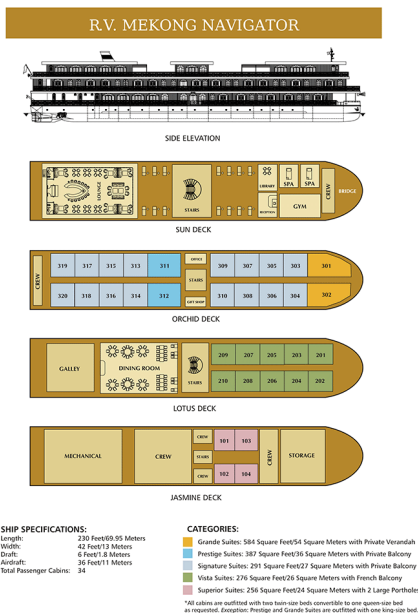 R.V. MEKONG NAVIGATOR
SIDE ELEVATION
LOUNGE
STAIRS
LIBRARY
RECEPTION
SPA
SPA
GYM
CREW
BRIDGE
SUN DECK
CREW
319 317 315 313 311
OFFICE
309 307 305 303 301
STAIRS
320 318 316 314 312
GIFT SHOP
310 308 306 304 302
ORCHID DECK
GALLEY
DINING ROOM
STAIRS
209 207 205 203 201
210 208 206 204 202
LOTUS DECK
MECHANICAL
CREW
CREW
STAIRS
CREW
101 103
102 104
CREW
STORAGE
JASMINE DECK
SHIP SPECIFICATIONS:
Length: 230 Feet/69.95 Meters
Width: 42 Feet/13 Meters
Draft: 6 Feet/1.8 Meters
Airdraft: 36 Feet/11 Meters
Total Passenger Cabins: 34
CATEGORIES:
Grande Suites: 584 Square Feet/54 Square Meters with Private Verandah
Prestige Suites: 387 Square Feet/36 Square Meters with Private Balcony
Signature Suites: 291 Square Feet/27 Square Meters with Private Balcony
Vista Suites: 276 Square Feet/26 Square Meters with French Balcony
Superior Suites: 256 Square Feet/24 Square Meters with 2 Large Portholes
*All cabins are outfitted with two twin-size beds convertible to one queen-size bed
as requested. Exception: Prestige and Grande Suites are outfitted with one king-size bed.